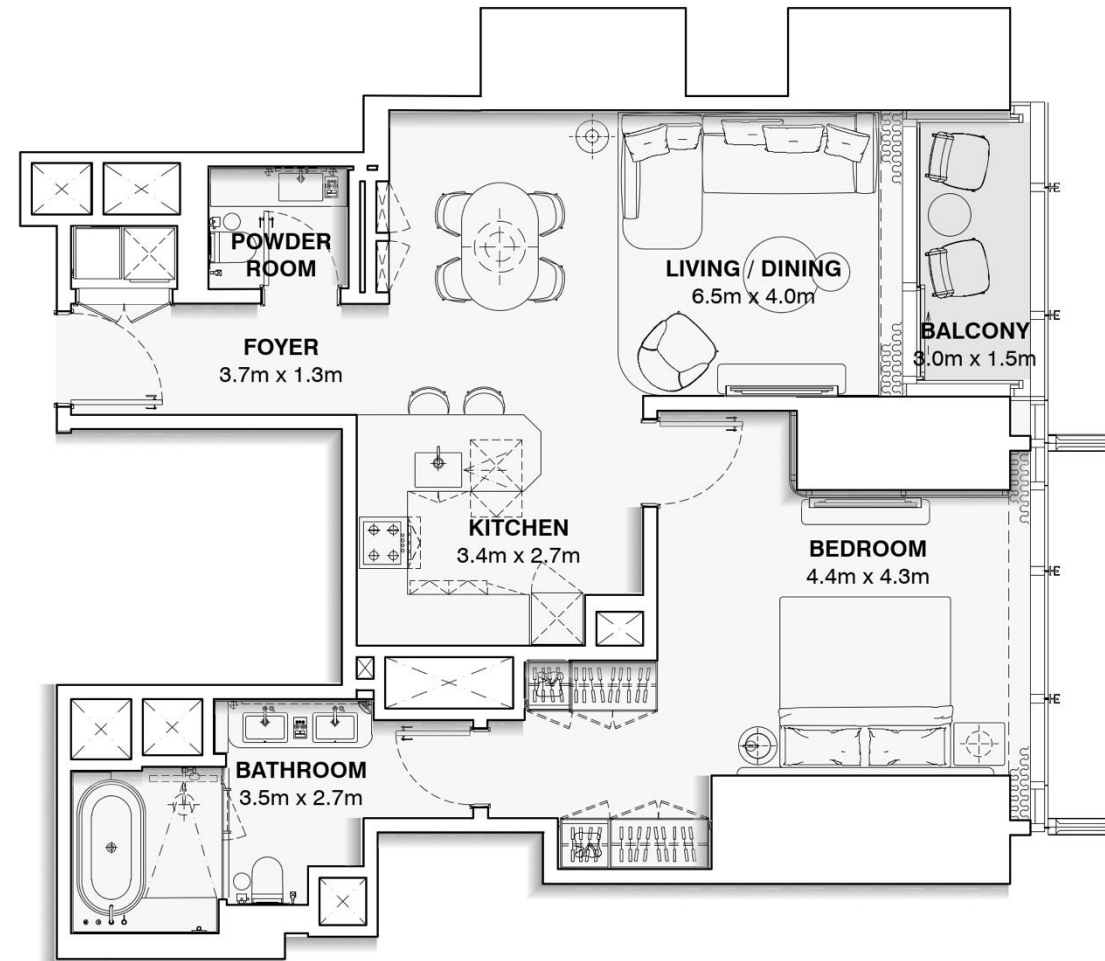 POWDER
ROOM
LIVING / DINING
6.5m x 4.0m
BALCONY
3.0m x 1.5m
FOYER
3.7m x 1.3m
KITCHEN
3.4m x 2.7m
BEDROOM
4.4m x 4.3m
BATHROOM
3.5m x 2.7m